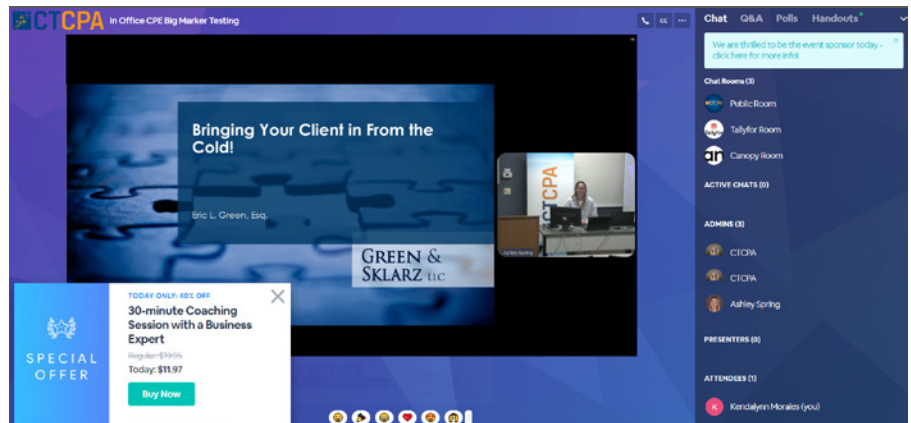 CTCPA In Office CPE Big Marker Testing
Chat Q&A Polls Handouts
We are thrilled to be the event sponsor today -
click here for more info!
Chat Rooms (3)
Public Room
Tallyfor Room
Canopy Room
ACTIVE CHATS (0)
ADMINS (3)
CTCPA
CTCPA
Ashley Spring
PRESENTERS (0)
ATTENDEES (1)
K Kendalynn Morales (you)
Bringing Your Client in From the
Cold!
Eric L. Green, Esq.
GREEN &
SKLARZ LLC
CTCPA
Ashley Spring
SPECIAL
OFFER
TODAY ONLY: 40% OFF
30-minute Coaching
Session with a Business
Expert
Regular: $19.95
Today: $11.97
Buy Now